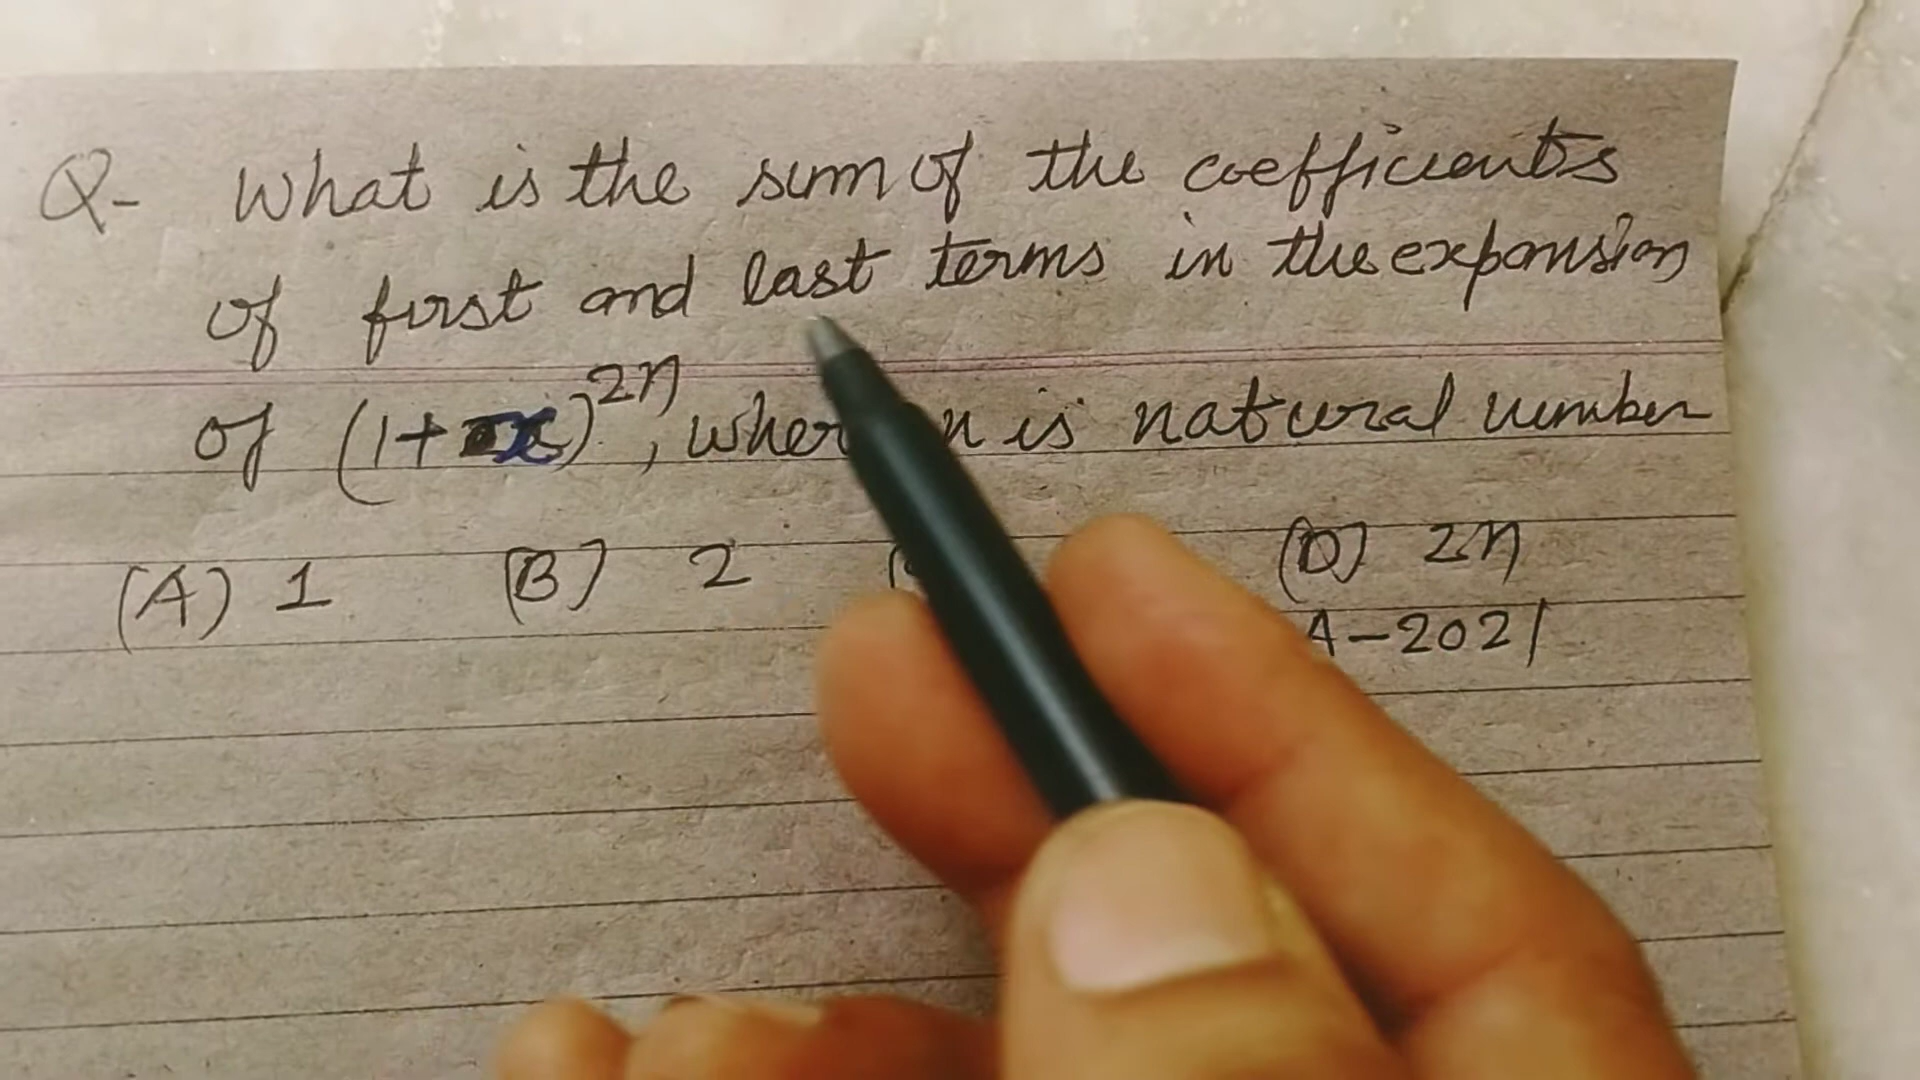 Q- What is the sum of the coefficients
of first and last terms in the expansion
of (1+x)^2n, wher n is natural number
(A) 1 (B) 2 (D) 2n
A-2021